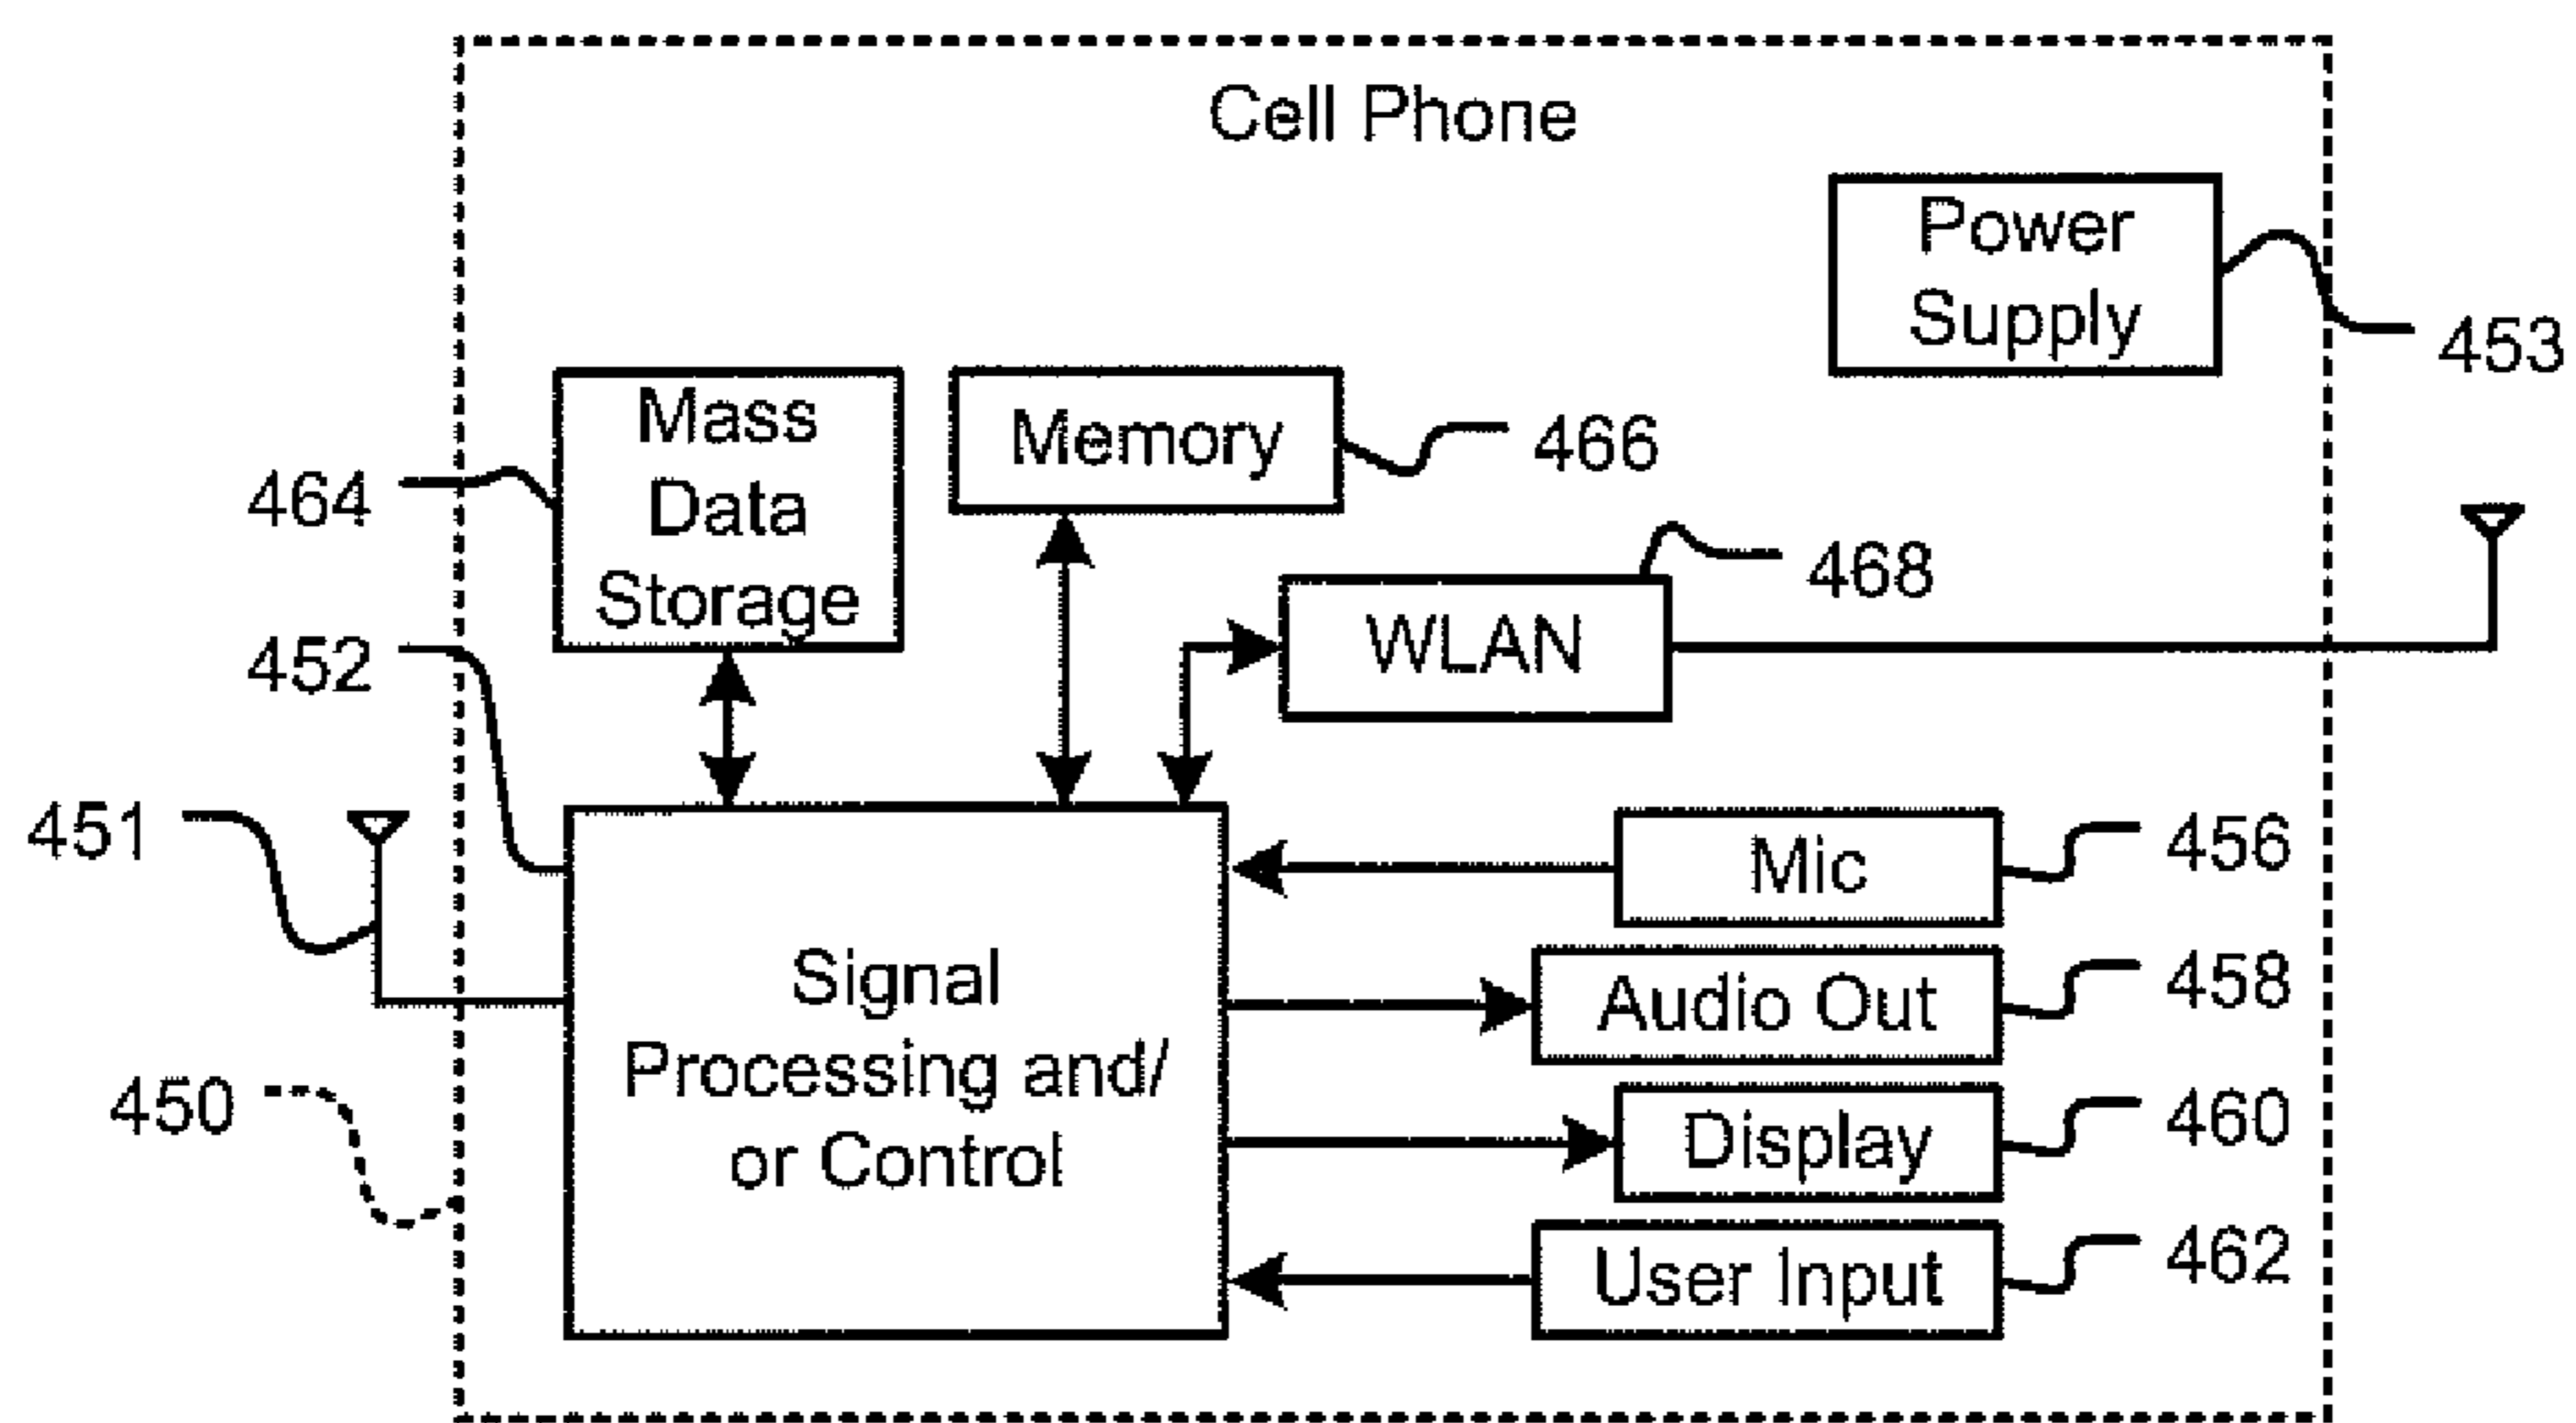 Cell Phone
Power
Supply
453
Mass
Data
Storage
464
Memory
466
WLAN
468
452
451
Signal
Processing and/
or Control
450
Mic
456
Audio Out
458
Display
460
User Input
462